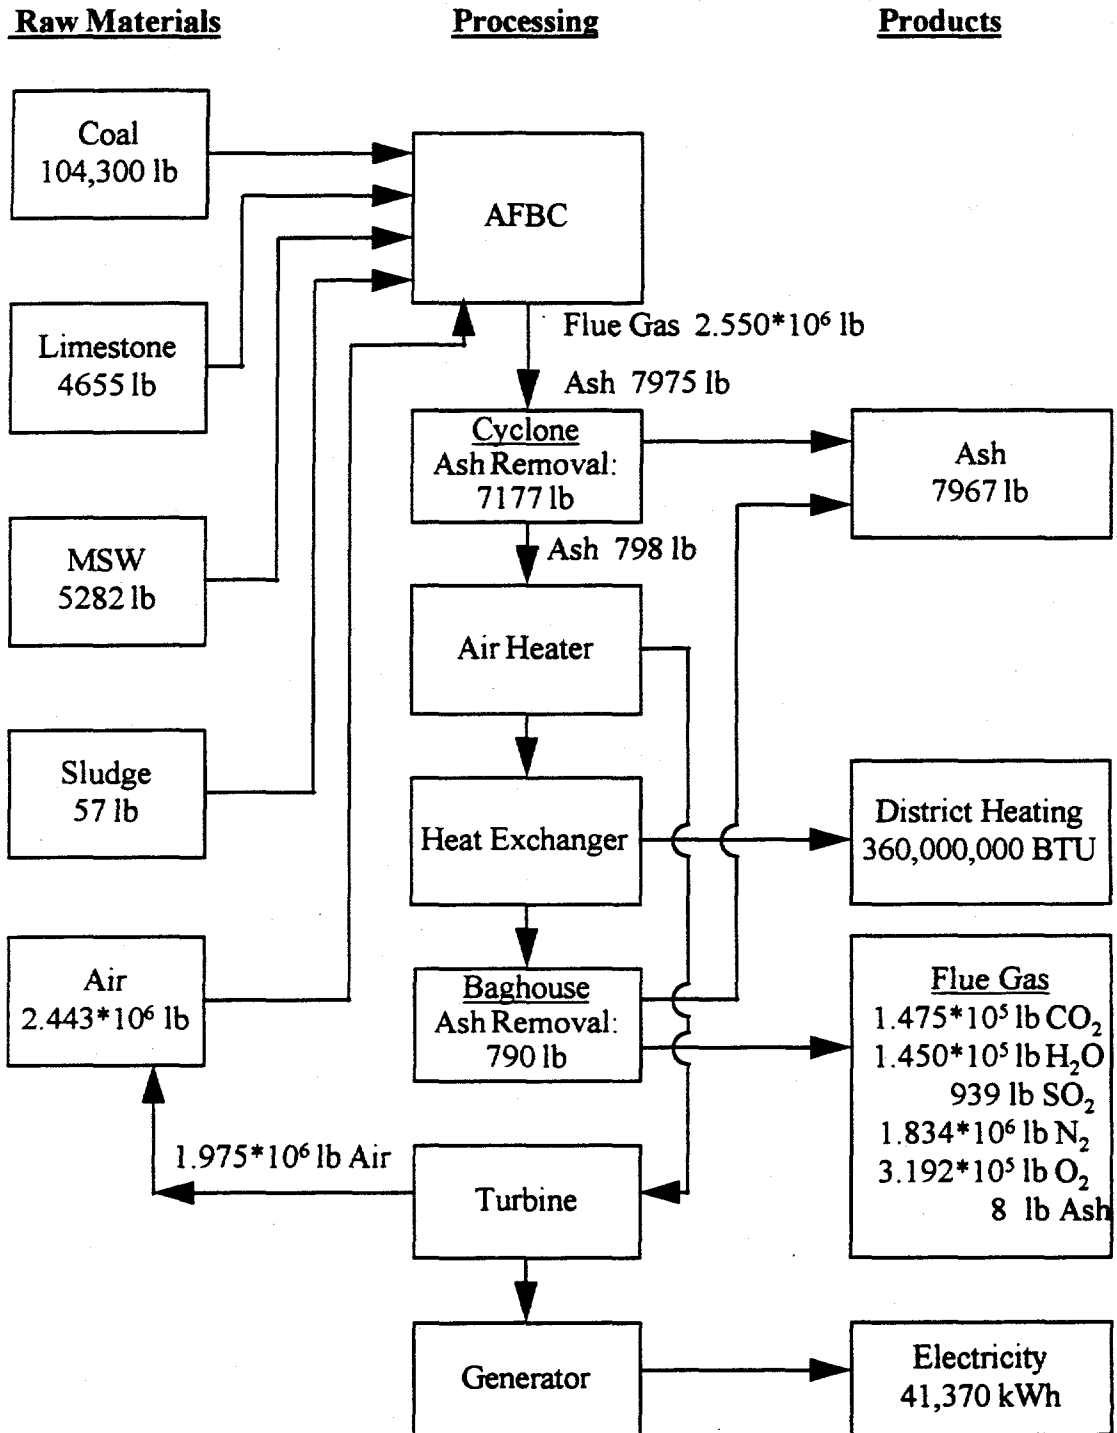 Raw Materials
Processing
Products
Coal
104,300 lb
AFBC
Limestone
4655 lb
Flue Gas 2.550*10⁶ lb
Ash 7975 lb
Cyclone
Ash Removal:
7177 lb
Ash
7967 lb
Ash 798 lb
MSW
5282 lb
Air Heater
Sludge
57 lb
Heat Exchanger
District Heating
360,000,000 BTU
Air
2.443*10⁶ lb
Baghouse
Ash Removal:
790 lb
Flue Gas
1.475*10⁵ lb CO₂
1.450*10⁵ lb H₂O
939 lb SO₂
1.834*10⁶ lb N₂
3.192*10⁵ lb O₂
8 lb Ash
1.975*10⁶ lb Air
Turbine
Generator
Electricity
41,370 kWh